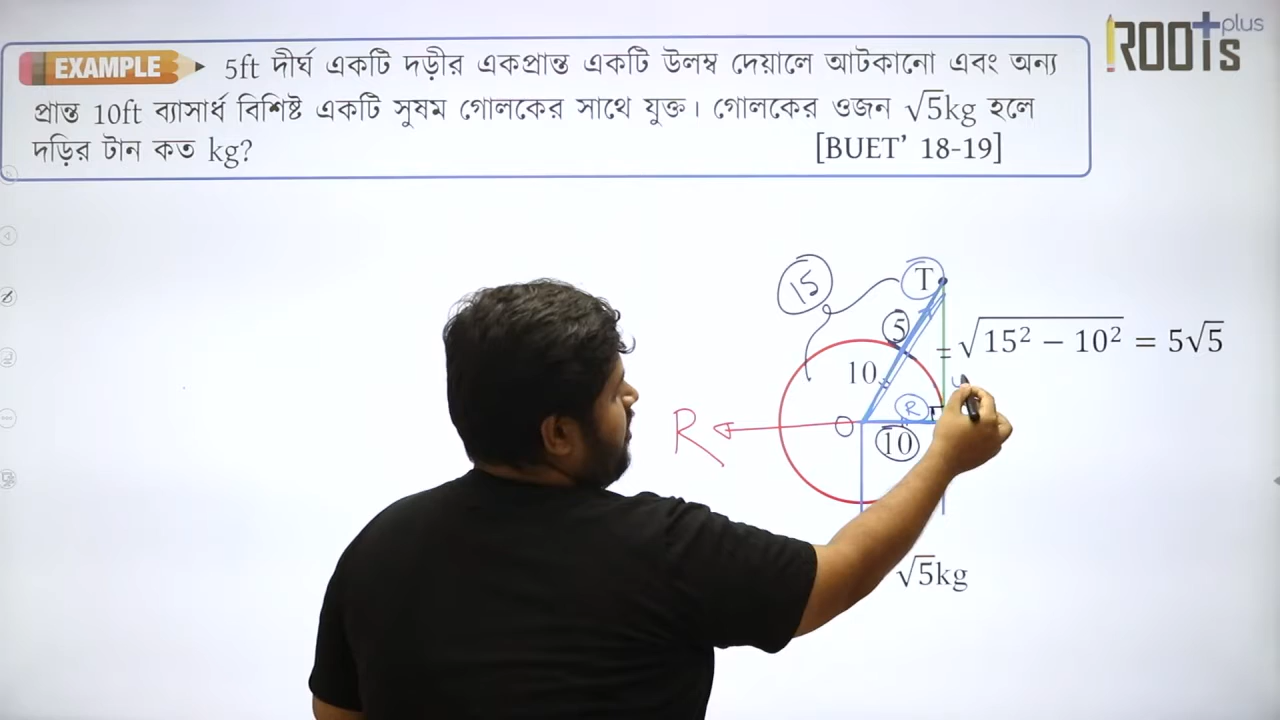 ROOTs plus
EXAMPLE 5ft দীর্ঘ একটি দড়ীর একপ্রান্ত একটি উলম্ব দেয়ালে আটকানো এবং অন্য
প্রান্ত 10ft ব্যাসার্ধ বিশিষ্ট একটি সুষম গোলকের সাথে যুক্ত। গোলকের ওজন √5kg হলে
দড়ির টান কত kg?
[BUET’ 18-19]
15
T
5
= √15² − 10² = 5√5
10
R
R
O
10
√5kg